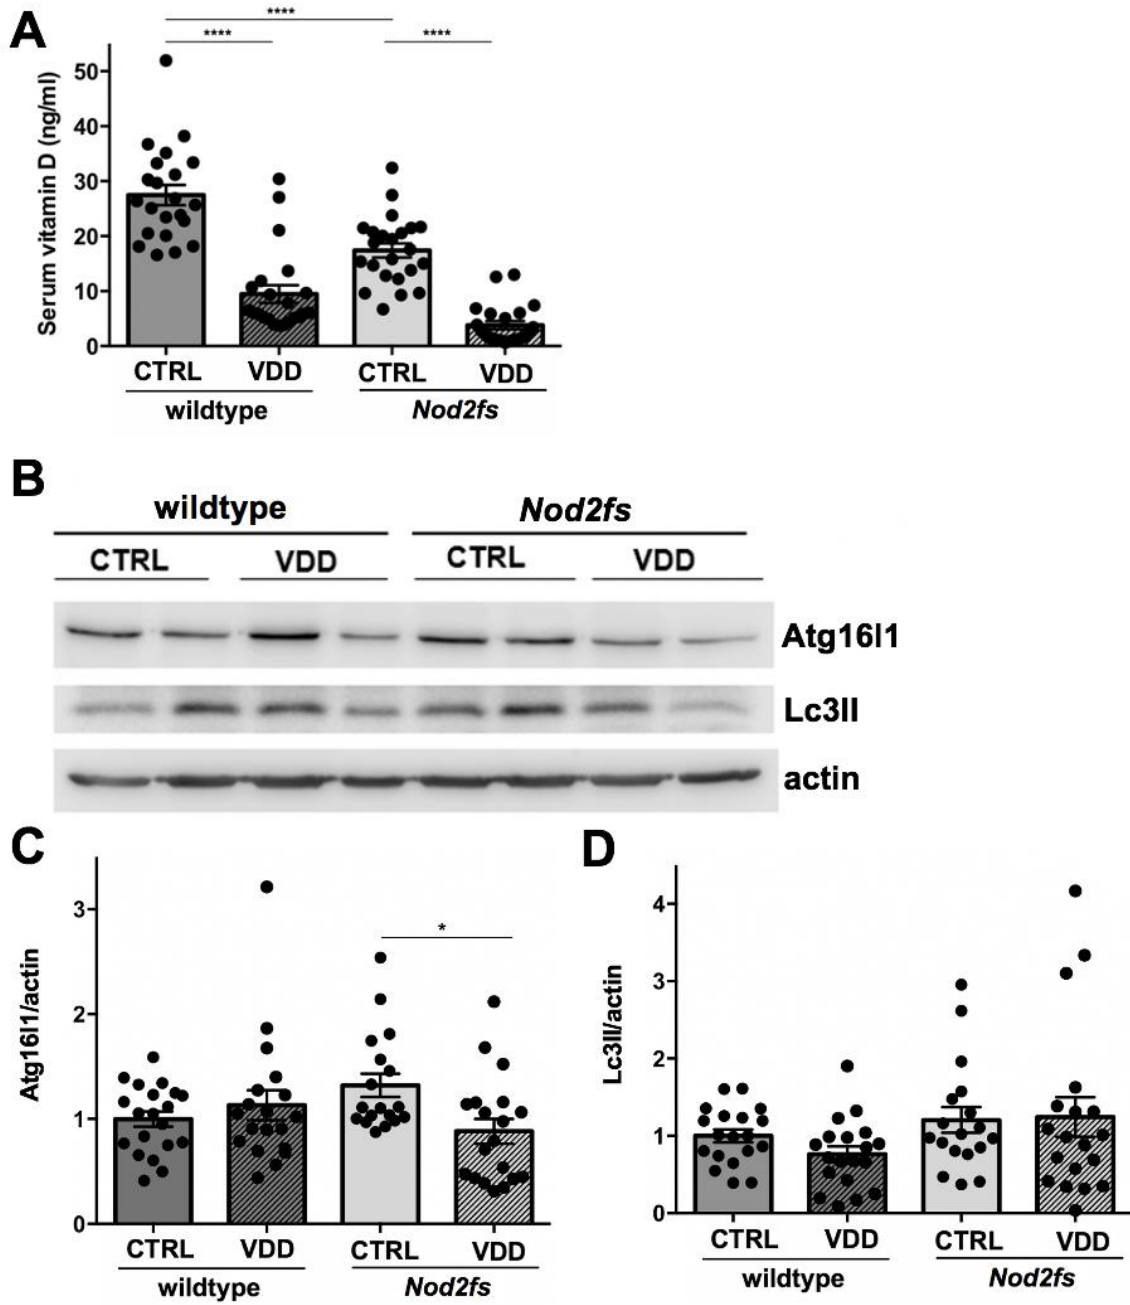 A
****
**** ****
Serum vitamin D (ng/ml)
50
40
30
20
10
0
CTRL VDD CTRL VDD
wildtype Nod2fs
B
wildtype Nod2fs
CTRL VDD CTRL VDD
Atg16l1
Lc3II
actin
C
Atg16l1/actin
3
2
1
0
*
CTRL VDD CTRL VDD
wildtype Nod2fs
D
Lc3II/actin
4
3
2
1
0
CTRL VDD CTRL VDD
wildtype Nod2fs